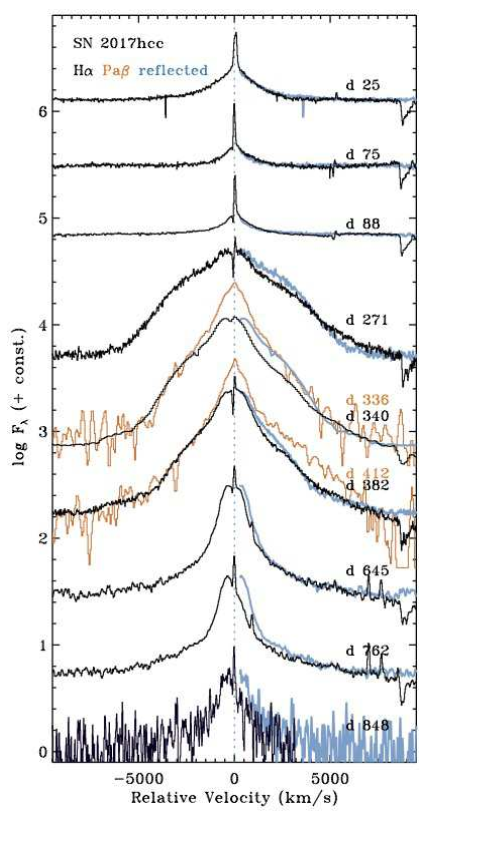 SN 2017hcc
Hα Paβ reflected
d 25
d 75
d 88
d 271
d 336
d 340
d 412
d 382
d 645
d 762
d 848
6
5
4
3
2
1
0
log F_λ (+ const.)
−5000 0 5000
Relative Velocity (km/s)